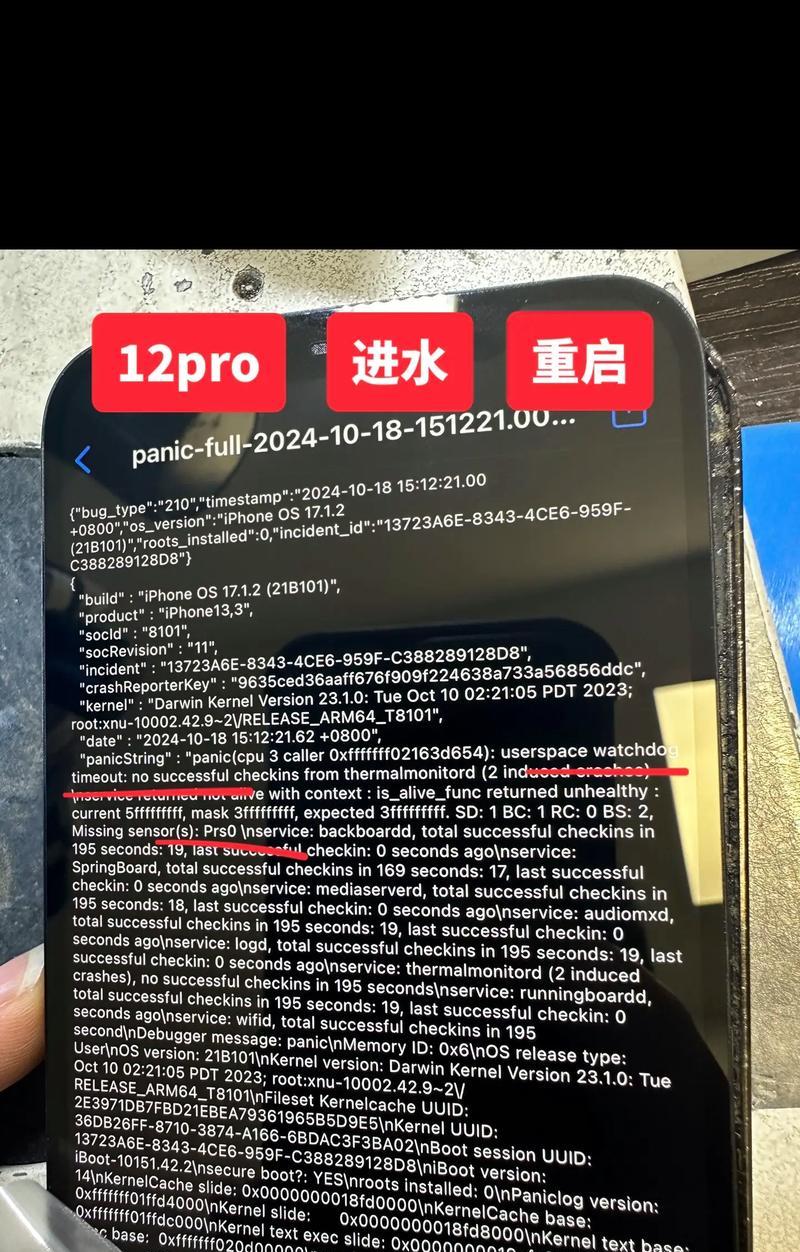 12pro 进水 重启
panic-full-2024-10-18-151221.00...
{"bug_type":"210","timestamp":"2024-10-18 15:12:21.00
+0800","os_version":"iPhone OS 17.1.2
(21B101)","roots_installed":0,"incident_id":"13723A6E-8343-4CE6-959F-
C388289128D8"}
{
"build" : "iPhone OS 17.1.2 (21B101)",
"product" : "iPhone13,3",
"socId" : "8101",
"socRevision" : "11",
"incident" : "13723A6E-8343-4CE6-959F-C388289128D8",
"crashReporterKey" : "9635ced36aaff676f909f224638a733a56856ddc",
"kernel" : "Darwin Kernel Version 23.1.0: Tue Oct 10 02:21:05 PDT 2023;
root:xnu-10002.42.9~2\/RELEASE_ARM64_T8101",
"date" : "2024-10-18 15:12:21.62 +0800",
"panicString" : "panic(cpu 3 caller 0xfffffff02163d654): userspace watchdog
timeout: no successful checkins from thermalmonitord (2 induced crashes)
\nservice returned not alive with context : is_alive_func returned unhealthy :
current 5fffffffff, mask 3fffffffff, expected 3fffffffff. SD: 1 BC: 1 RC: 0 BS: 2,
Missing sensor(s): Prs0 \nservice: backboardd, total successful checkins in
195 seconds: 19, last successful checkin: 0 seconds ago\nservice:
SpringBoard, total successful checkins in 169 seconds: 17, last successful
checkin: 0 seconds ago\nservice: mediaserverd, total successful checkins in
195 seconds: 18, last successful checkin: 0 seconds ago\nservice: audiomxd,
total successful checkins in 195 seconds: 19, last successful checkin: 0
seconds ago\nservice: logd, total successful checkins in 195 seconds: 19, last
successful checkin: 0 seconds ago\nservice: thermalmonitord (2 induced
crashes), no successful checkins in 195 seconds\nservice: runningboardd,
total successful checkins in 195 seconds: 19, last successful checkin: 0
seconds ago\nservice: wifid, total successful checkins in 195
second\nDebugger message: panic\nMemory ID: 0x6\nOS release type:
User\nOS version: 21B101\nKernel version: Darwin Kernel Version 23.1.0: Tue
Oct 10 02:21:05 PDT 2023; root:xnu-10002.42.9~2\/
RELEASE_ARM64_T8101\nFileset Kernelcache UUID:
2E3971DB7FBD21EBEA79361965B5D9E5\nKernel UUID:
36DB26FF-8710-3874-A166-6BDAC3F3BA02\nBoot session UUID:
13723A6E-8343-4CE6-959F-C388289128D8\niBoot version:
iBoot-10151.42.2\nsecure boot?: YES\nroots installed: 0\nPaniclog version:
14\nKernelCache slide: 0x0000000018fd0000\nKernelCache base:
0xfffffff01ffd4000\nKernel slide: 0x0000000018fd8000\nKernel text base:
0xfffffff01ffdc000\nKernel text exec slide:
base: